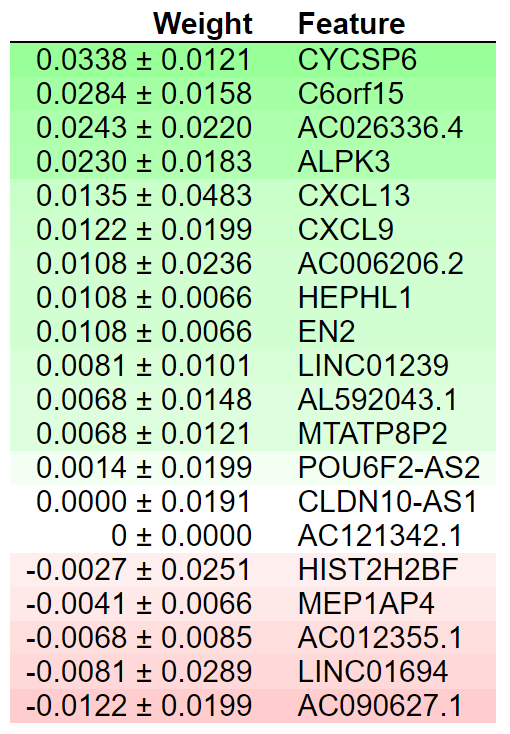 Weight Feature
0.0338 ± 0.0121 CYCSP6
0.0284 ± 0.0158 C6orf15
0.0243 ± 0.0220 AC026336.4
0.0230 ± 0.0183 ALPK3
0.0135 ± 0.0483 CXCL13
0.0122 ± 0.0199 CXCL9
0.0108 ± 0.0236 AC006206.2
0.0108 ± 0.0066 HEPHL1
0.0108 ± 0.0066 EN2
0.0081 ± 0.0101 LINC01239
0.0068 ± 0.0148 AL592043.1
0.0068 ± 0.0121 MTATP8P2
0.0014 ± 0.0199 POU6F2-AS2
0.0000 ± 0.0191 CLDN10-AS1
0 ± 0.0000 AC121342.1
-0.0027 ± 0.0251 HIST2H2BF
-0.0041 ± 0.0066 MEP1AP4
-0.0068 ± 0.0085 AC012355.1
-0.0081 ± 0.0289 LINC01694
-0.0122 ± 0.0199 AC090627.1